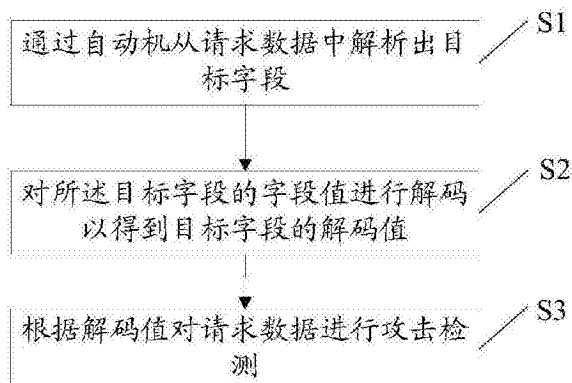 通过自动机从请求数据中解析出目
标字段
S1
对所述目标字段的字段值进行解码
以得到目标字段的解码值
S2
根据解码值对请求数据进行攻击检
测
S3